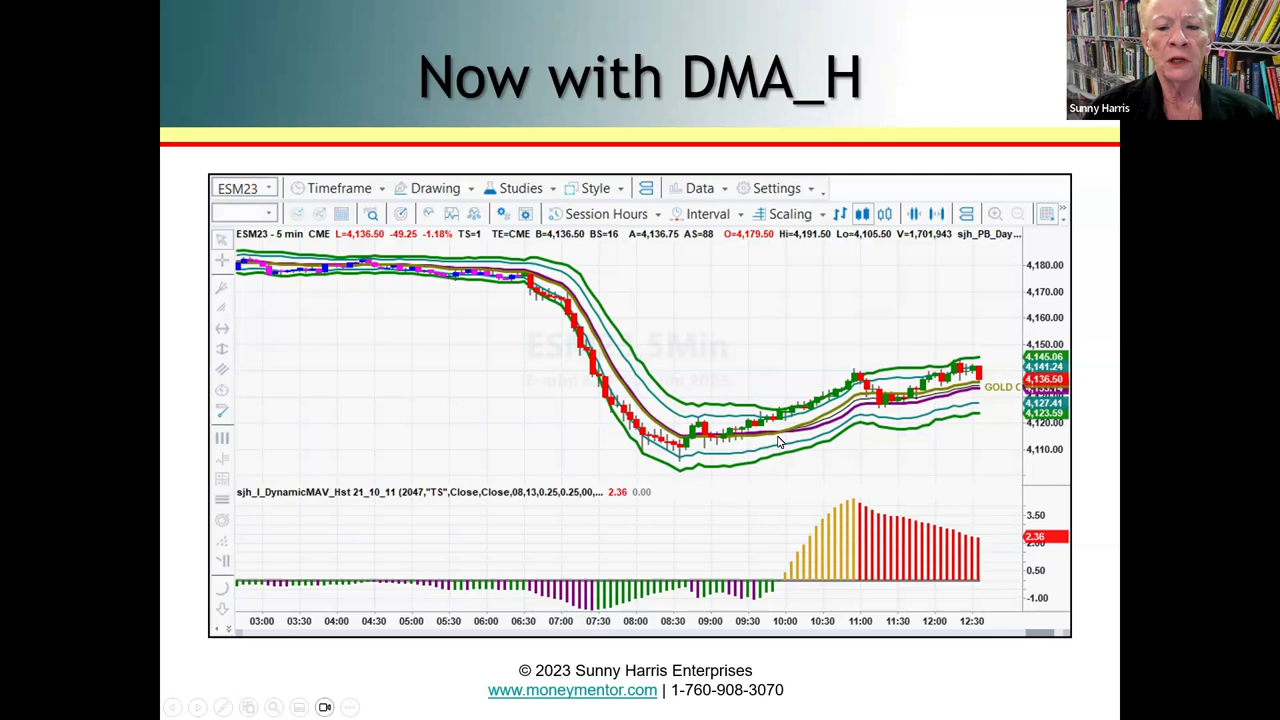 Now with DMA_H
Sunny Harris
ESM23 Timeframe Drawing Studies Style Data Settings
Session Hours Interval Scaling
ESM23 - 5 min CME L=4,136.50 -49.25 -1.18% TS=1 TE=CME B=4,136.50 BS=16 A=4,136.75 AS=88 O=4,179.50 Hi=4,191.50 Lo=4,105.50 V=1,701,943 sjh_PB_Day...
4,180.00
4,170.00
4,160.00
4,150.00
4,145.06
4,141.24
4,136.50
GOLD C
4,127.41
4,123.59
4,120.00
4,110.00
sjh_I_DynamicMAV_Hst 21_10_11 (2047,"TS",Close,Close,08,13,0.25,0.25,00,... 2.36 0.00
3.50
2.36
0.50
-1.00
03:00 03:30 04:00 04:30 05:00 05:30 06:00 06:30 07:00 07:30 08:00 08:30 09:00 09:30 10:00 10:30 11:00 11:30 12:00 12:30
© 2023 Sunny Harris Enterprises
www.moneymentor.com | 1-760-908-3070